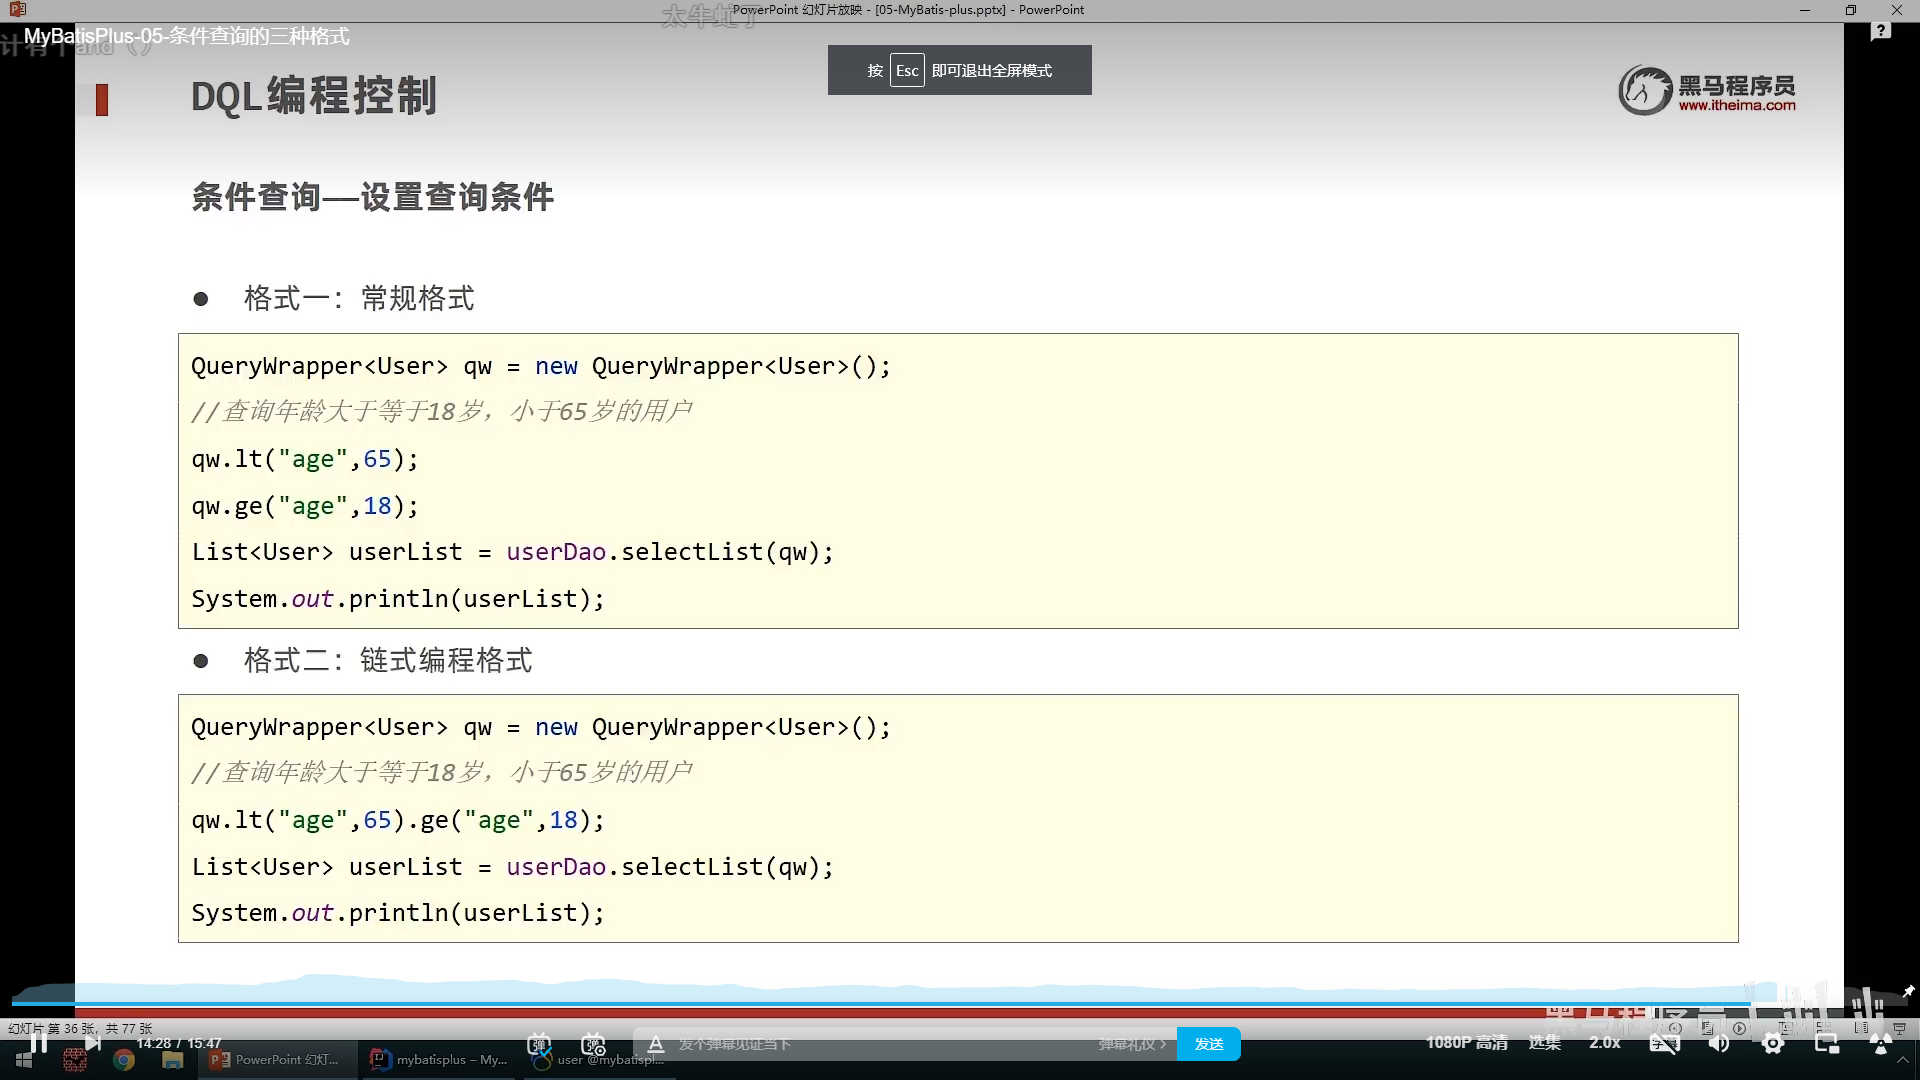 PowerPoint 幻灯片放映 - [05-MyBatis-plus.pptx] - PowerPoint
MyBatisPlus-05-条件查询的三种格式
按 Esc 即可退出全屏模式
DQL编程控制
黑马程序员
www.itheima.com
条件查询——设置查询条件
● 格式一：常规格式
QueryWrapper<User> qw = new QueryWrapper<User>();
//查询年龄大于等于18岁，小于65岁的用户
qw.lt("age",65);
qw.ge("age",18);
List<User> userList = userDao.selectList(qw);
System.out.println(userList);
● 格式二：链式编程格式
QueryWrapper<User> qw = new QueryWrapper<User>();
//查询年龄大于等于18岁，小于65岁的用户
qw.lt("age",65).ge("age",18);
List<User> userList = userDao.selectList(qw);
System.out.println(userList);
幻灯片 第 36 张，共 77 张
14:28 / 15:47
发个弹幕见证当下
弹幕礼仪 >
发送
1080P 高清
选集
2.0x
PowerPoint 幻灯...
mybatisplus – My...
user @mybatispl...